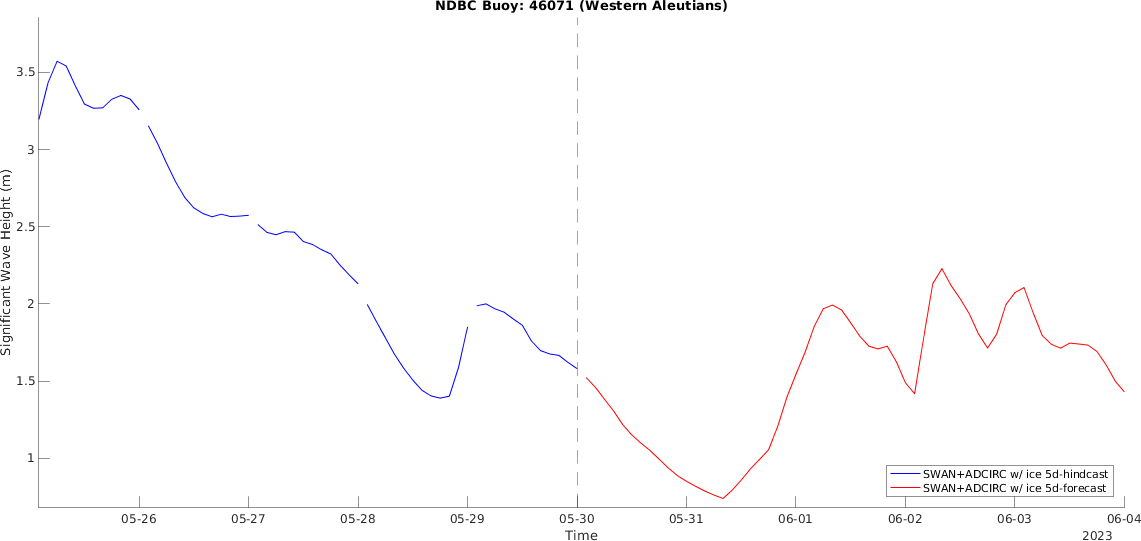 NDBC Buoy: 46071 (Western Aleutians)
Significant Wave Height (m)
3.5
3
2.5
2
1.5
1
SWAN+ADCIRC w/ ice 5d-hindcast
SWAN+ADCIRC w/ ice 5d-forecast
05-26 05-27 05-28 05-29 05-30 05-31 06-01 06-02 06-03 06-04
Time
2023